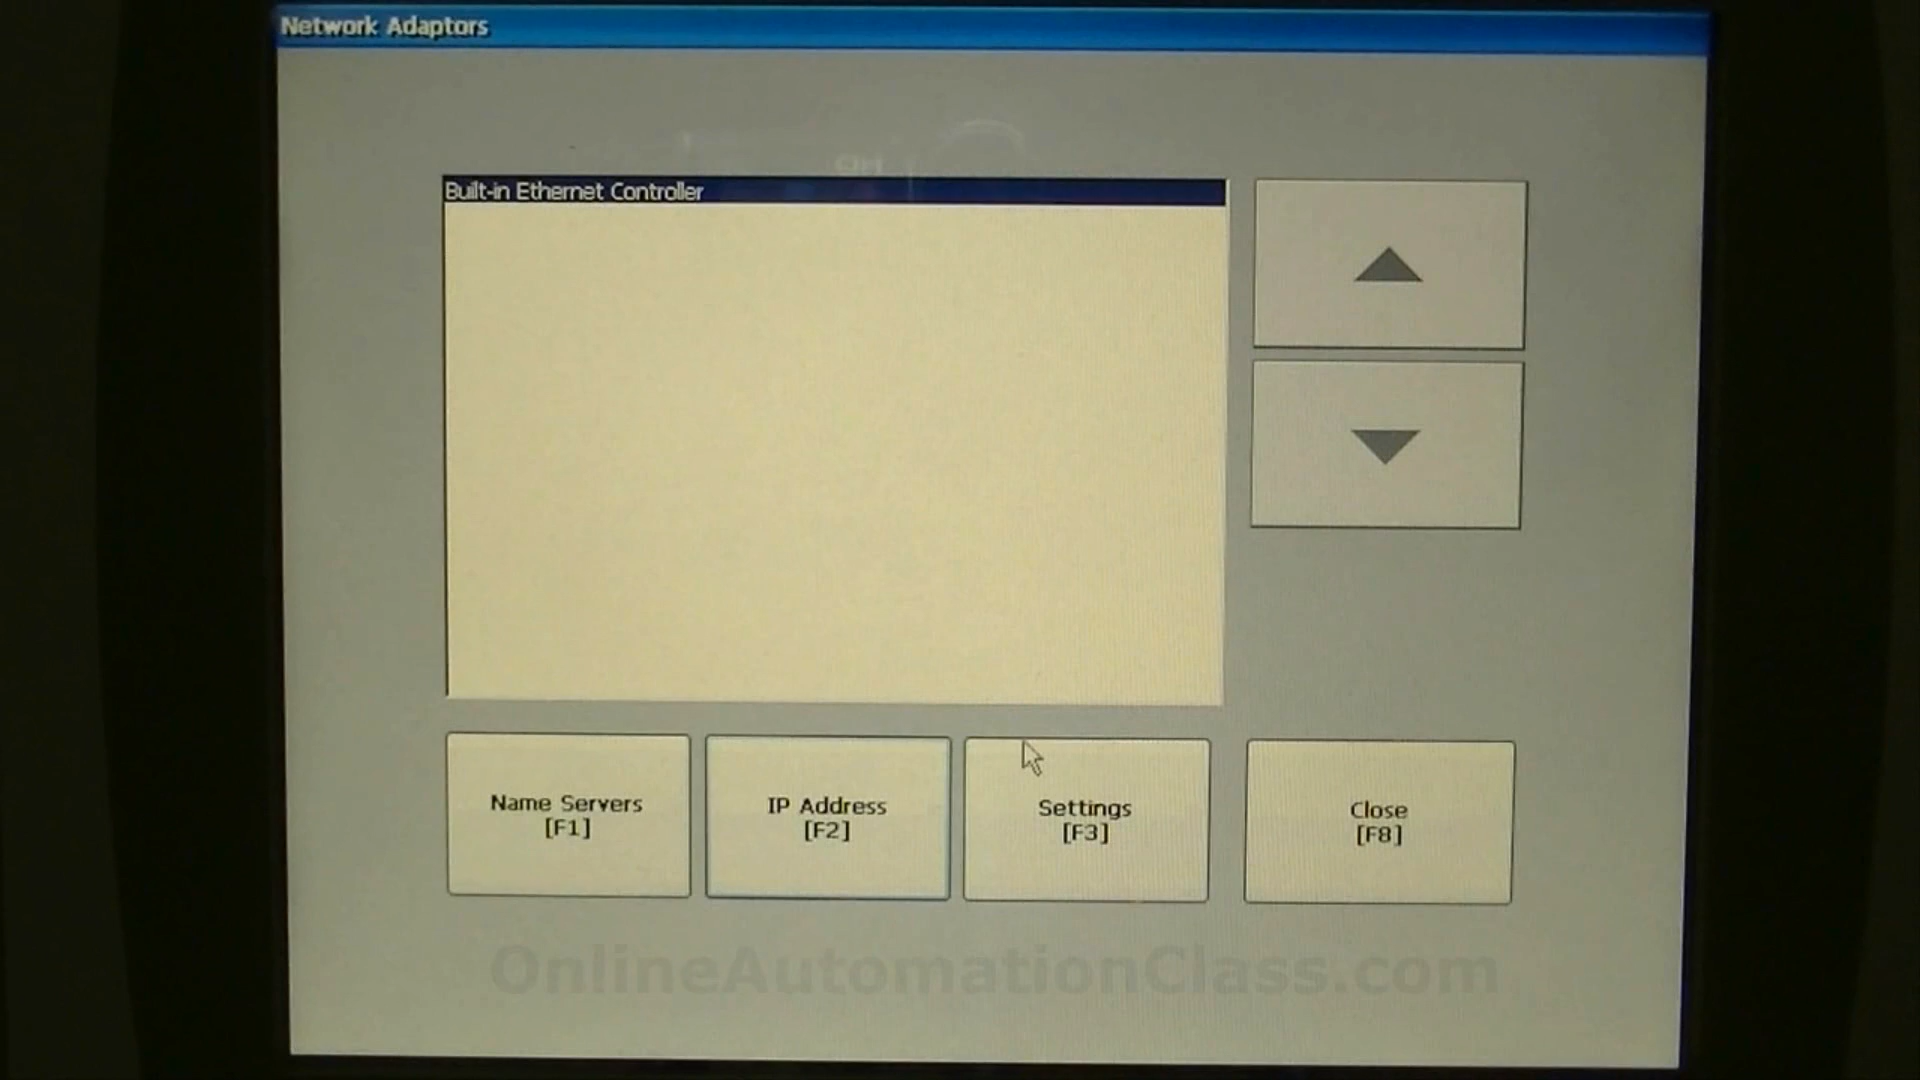 Network Adaptors
Built-in Ethernet Controller
Name Servers
[F1]
IP Address
[F2]
Settings
[F3]
Close
[F8]
OnlineAutomationClass.com